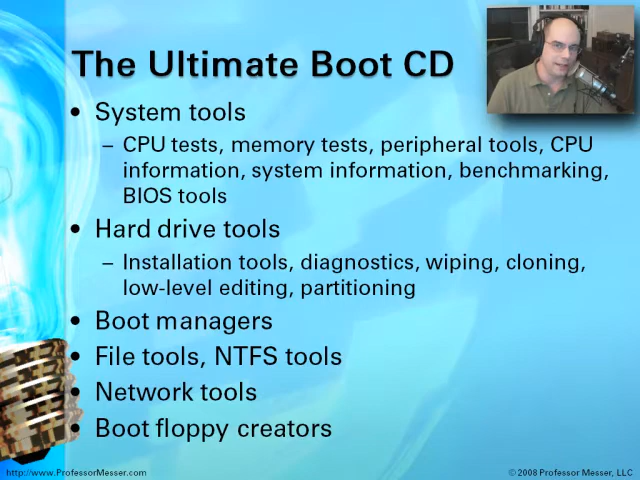 The Ultimate Boot CD
• System tools
– CPU tests, memory tests, peripheral tools, CPU
information, system information, benchmarking,
BIOS tools
• Hard drive tools
– Installation tools, diagnostics, wiping, cloning,
low-level editing, partitioning
• Boot managers
• File tools, NTFS tools
• Network tools
• Boot floppy creators
http://www.ProfessorMesser.com
© 2008 Professor Messer, LLC